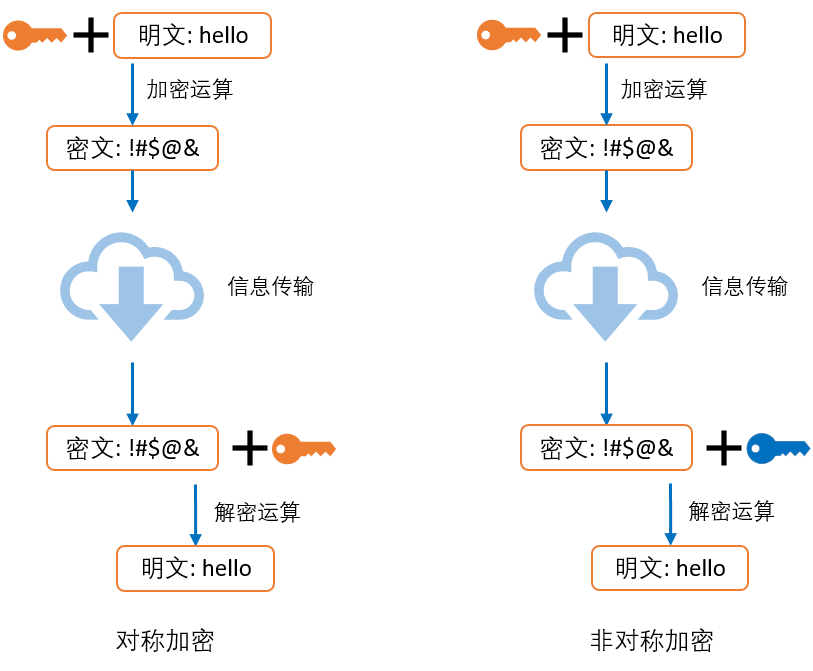 明文: hello
加密运算
密文: !#$@&
信息传输
密文: !#$@&
解密运算
明文: hello
对称加密
明文: hello
加密运算
密文: !#$@&
信息传输
密文: !#$@&
解密运算
明文: hello
非对称加密